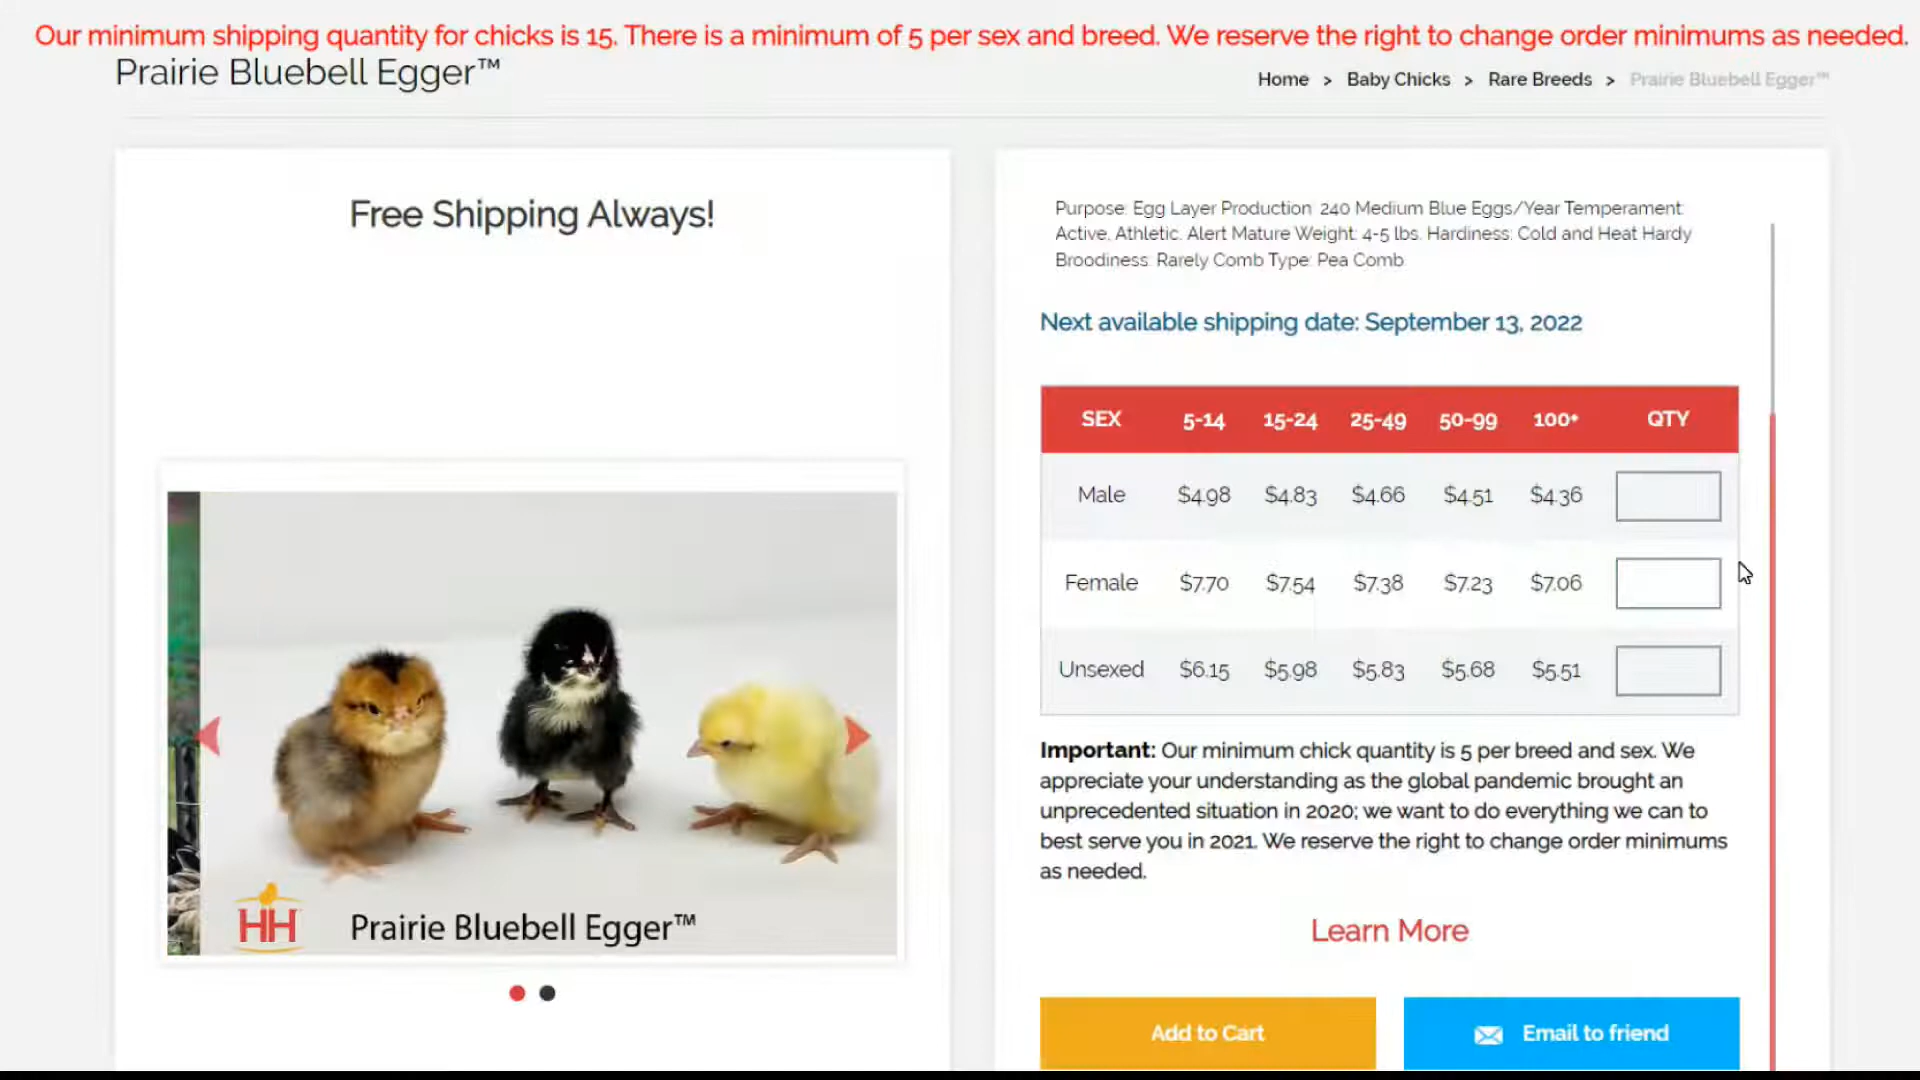 Our minimum shipping quantity for chicks is 15. There is a minimum of 5 per sex and breed. We reserve the right to change order minimums as needed.
Prairie Bluebell Egger™
Home > Baby Chicks > Rare Breeds > Prairie Bluebell Egger™
Free Shipping Always!
HH Prairie Bluebell Egger™
Purpose: Egg Layer Production: 240 Medium Blue Eggs/Year Temperament:
Active, Athletic, Alert Mature Weight: 4-5 lbs. Hardiness: Cold and Heat Hardy
Broodiness: Rarely Comb Type: Pea Comb
Next available shipping date: September 13, 2022
SEX 5-14 15-24 25-49 50-99 100+ QTY
Male $4.98 $4.83 $4.66 $4.51 $4.36
Female $7.70 $7.54 $7.38 $7.23 $7.06
Unsexed $6.15 $5.98 $5.83 $5.68 $5.51
Important: Our minimum chick quantity is 5 per breed and sex. We
appreciate your understanding as the global pandemic brought an
unprecedented situation in 2020; we want to do everything we can to
best serve you in 2021. We reserve the right to change order minimums
as needed.
Learn More
Add to Cart
Email to friend